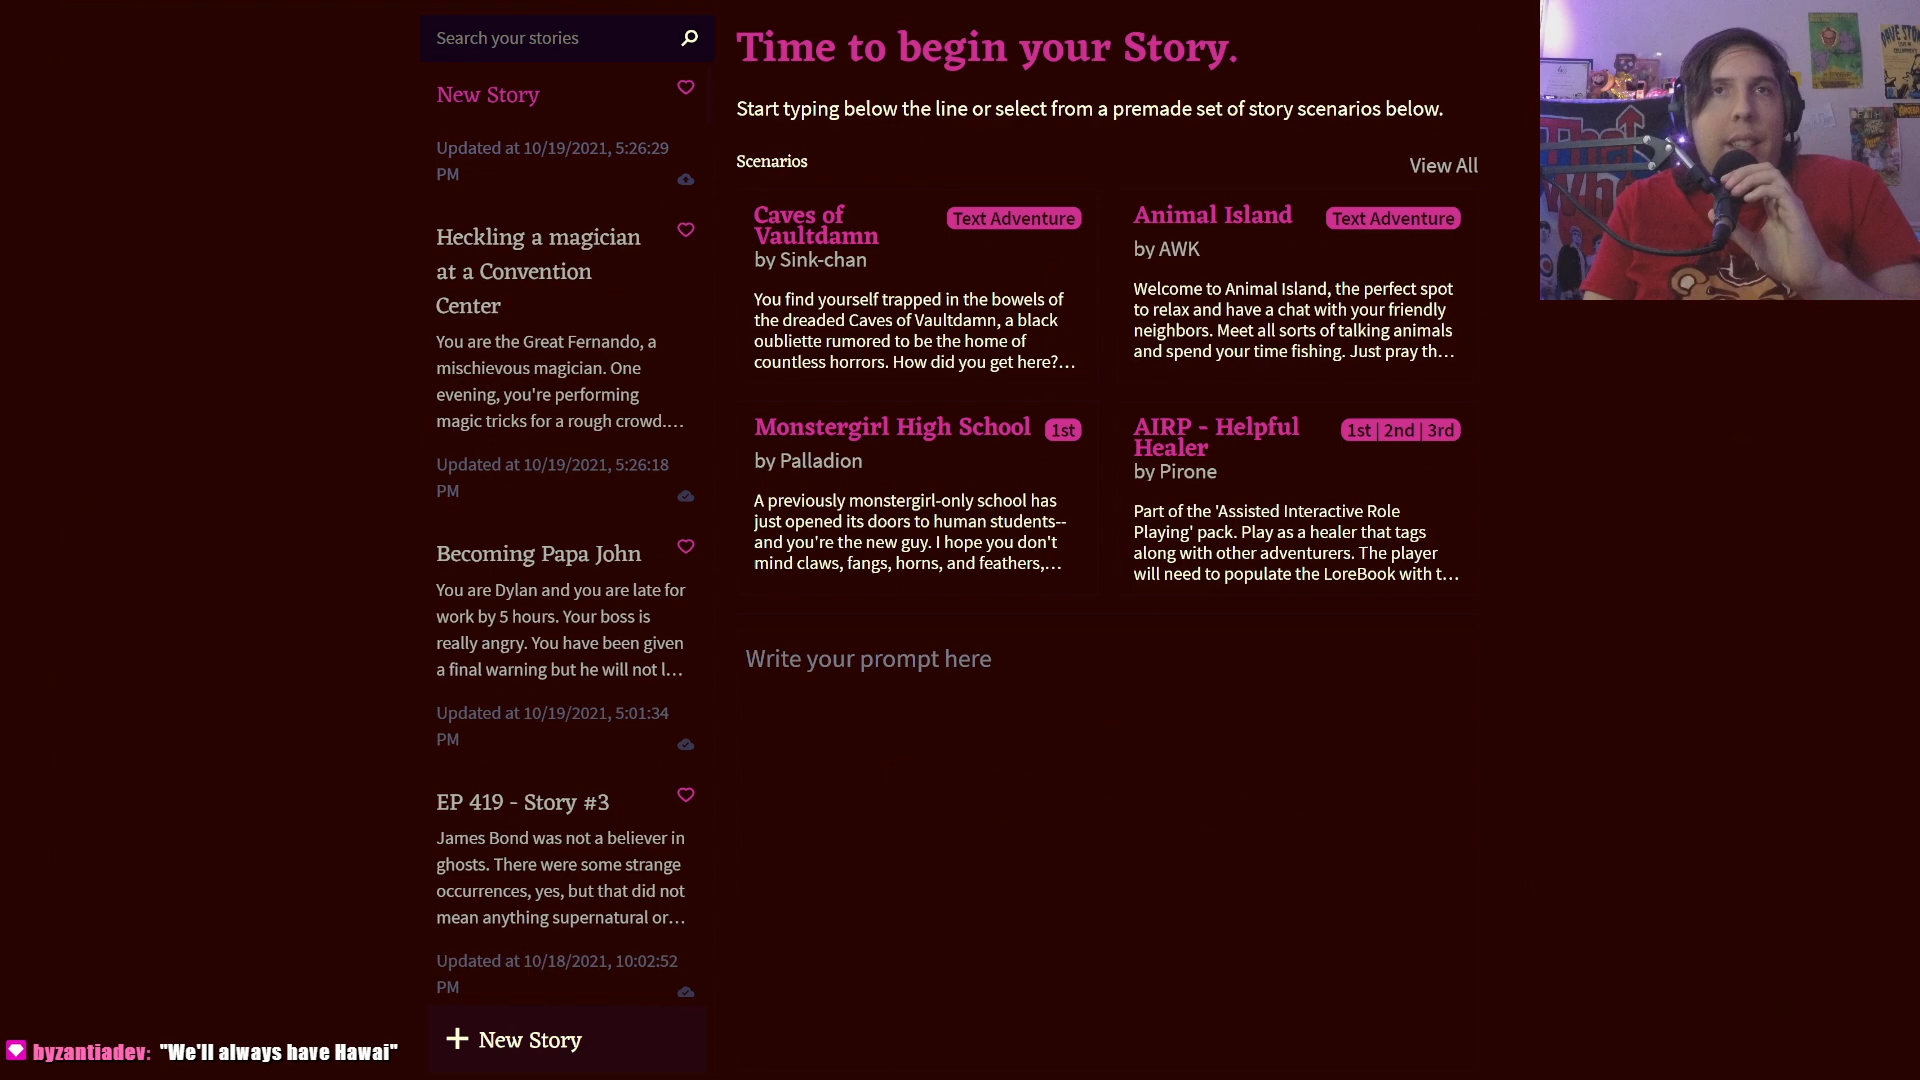 Search your stories
New Story
Updated at 10/19/2021, 5:26:29
PM
Heckling a magician
at a Convention
Center
You are the Great Fernando, a
mischievous magician. One
evening, you're performing
magic tricks for a rough crowd....
Updated at 10/19/2021, 5:26:18
PM
Becoming Papa John
You are Dylan and you are late for
work by 5 hours. Your boss is
really angry. You have been given
a final warning but he will not l...
Updated at 10/19/2021, 5:01:34
PM
EP 419 - Story #3
James Bond was not a believer in
ghosts. There were some strange
occurrences, yes, but that did not
mean anything supernatural or...
Updated at 10/18/2021, 10:02:52
PM
+ New Story
Time to begin your Story.
Start typing below the line or select from a premade set of story scenarios below.
Scenarios
View All
Caves of
Vaultdamn
Text Adventure
by Sink-chan
You find yourself trapped in the bowels of
the dreaded Caves of Vaultdamn, a black
oubliette rumored to be the home of
countless horrors. How did you get here?...
Animal Island
Text Adventure
by AWK
Welcome to Animal Island, the perfect spot
to relax and have a chat with your friendly
neighbors. Meet all sorts of talking animals
and spend your time fishing. Just pray th...
Monstergirl High School
1st
by Palladion
A previously monstergirl-only school has
just opened its doors to human students--
and you're the new guy. I hope you don't
mind claws, fangs, horns, and feathers,...
AIRP - Helpful
Healer
1st | 2nd | 3rd
by Pirone
Part of the 'Assisted Interactive Role
Playing' pack. Play as a healer that tags
along with other adventurers. The player
will need to populate the LoreBook with t...
Write your prompt here
byzantiadev: "We'll always have Hawai"